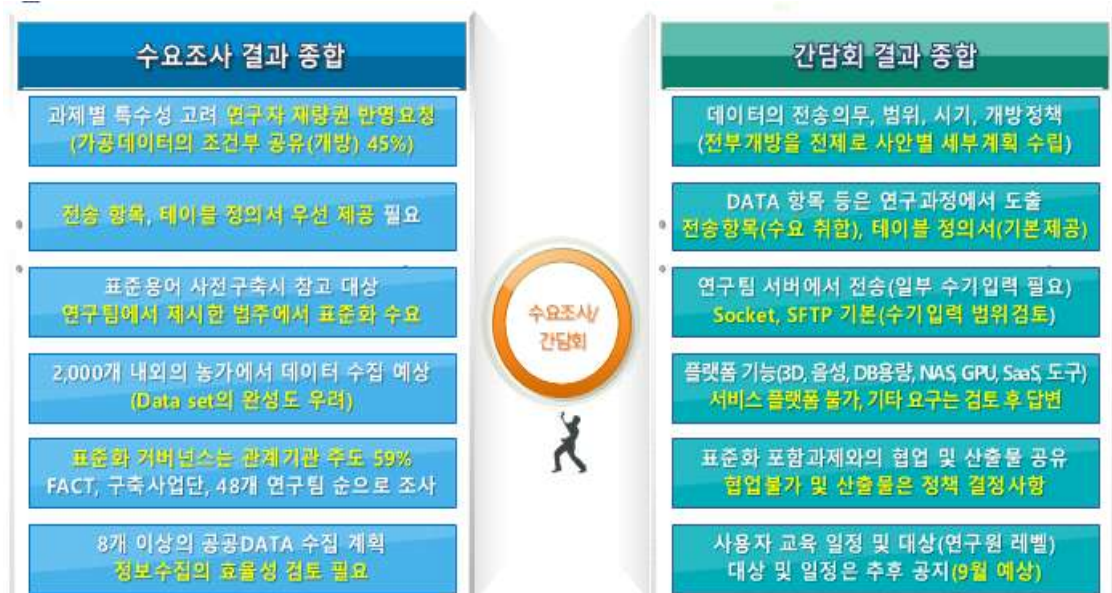 수요조사 결과 종합
과제별 특수성 고려 연구자 재량권 반영요청
(가공데이터의 조건부 공유(개방) 45%)
전송 항목, 테이블 정의서 우선 제공 필요
표준용어 사전구축시 참고 대상
연구팀에서 제시한 범주에서 표준화 수요
2,000개 내외의 농가에서 데이터 수집 예상
(Data set의 완성도 우려)
표준화 거버넌스는 관계기관 주도 59%
FACT, 구축사업단, 48개 연구팀 순으로 조사
8개 이상의 공공DATA 수집 계획
정보수집의 효율성 검토 필요
수요조사/
간담회
간담회 결과 종합
데이터의 전송의무, 범위, 시기, 개방정책
(전부개방을 전제로 사안별 세부계획 수립)
DATA 항목 등은 연구과정에서 도출
전송항목(수요 취합), 테이블 정의서(기본제공)
연구팀 서버에서 전송(일부 수기입력 필요)
Socket, SFTP 기본(수기입력 범위검토)
플랫폼 기능(3D, 음성, DB용량, NAS, GPU, SaaS, 도구)
서비스 플랫폼 불가, 기타 요구는 검토 후 답변
표준화 포함과제와의 협업 및 산출물 공유
협업불가 및 산출물은 정책 결정사항
사용자 교육 일정 및 대상(연구원 레벨)
대상 및 일정은 추후 공지(9월 예상)